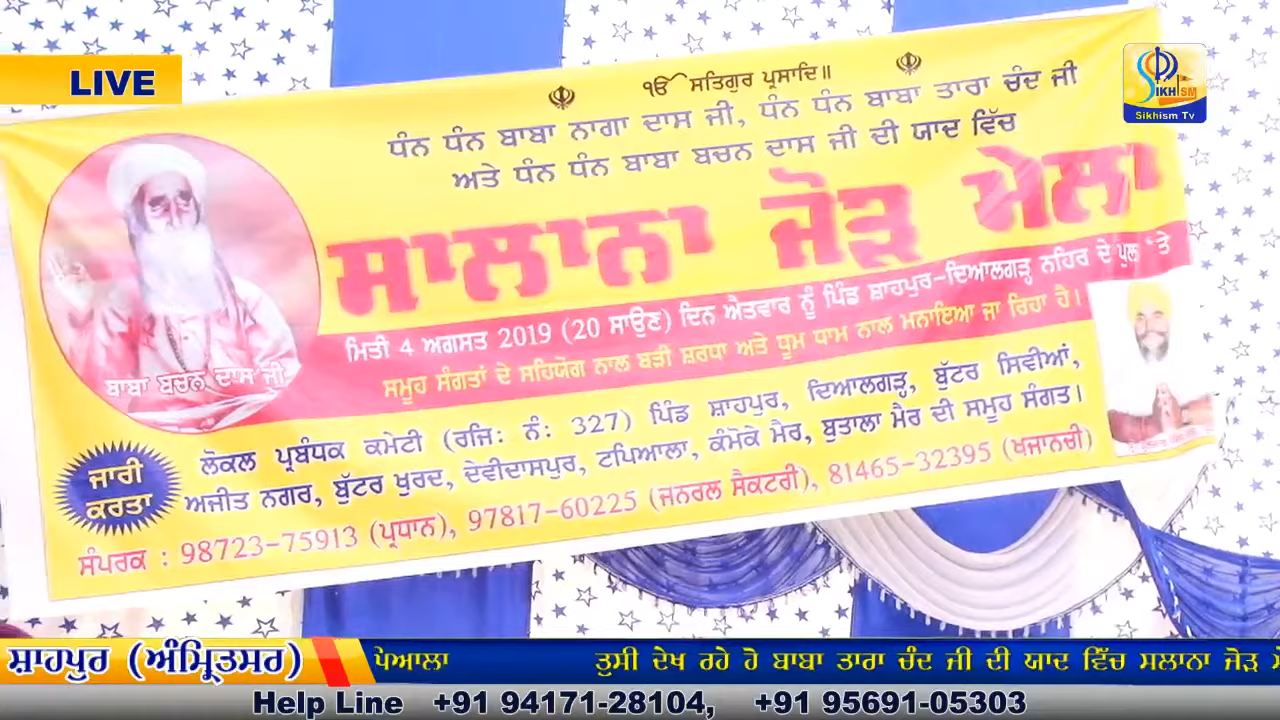 LIVE
SIKHISM
Sikhism Tv
ੴ ਸਤਿਗੁਰ ਪ੍ਰਸਾਦਿ॥
ਧੰਨ ਧੰਨ ਬਾਬਾ ਨਾਗਾ ਦਾਸ ਜੀ, ਧੰਨ ਧੰਨ ਬਾਬਾ ਤਾਰਾ ਚੰਦ ਜੀ
ਅਤੇ ਧੰਨ ਧੰਨ ਬਾਬਾ ਬਚਨ ਦਾਸ ਜੀ ਦੀ ਯਾਦ ਵਿੱਚ
ਸਾਲਾਨਾ ਜੋੜ ਮੇਲਾ
ਮਿਤੀ 4 ਅਗਸਤ 2019 (20 ਸਾਉਣ) ਦਿਨ ਐਤਵਾਰ ਨੂੰ ਪਿੰਡ ਸ਼ਾਹਪੁਰ-ਦਿਆਲਗੜ੍ਹ ਨਹਿਰ ਦੇ ਪੁਲ 'ਤੇ
ਸਮੂਹ ਸੰਗਤਾਂ ਦੇ ਸਹਿਯੋਗ ਨਾਲ ਬੜੀ ਸ਼ਰਧਾ ਅਤੇ ਧੂਮ ਧਾਮ ਨਾਲ ਮਨਾਇਆ ਜਾ ਰਿਹਾ ਹੈ।
ਬਾਬਾ ਬਚਨ ਦਾਸ ਜੀ
ਜਾਰੀ
ਕਰਤਾ
ਲੋਕਲ ਪ੍ਰਬੰਧਕ ਕਮੇਟੀ (ਰਜਿ: ਨੰ: 327) ਪਿੰਡ ਸ਼ਾਹਪੁਰ, ਦਿਆਲਗੜ੍ਹ, ਬੁੱਟਰ ਸਿਵੀਆਂ,
ਅਜੀਤ ਨਗਰ, ਬੁੱਟਰ ਖੁਰਦ, ਦੇਵੀਦਾਸਪੁਰ, ਟਪਿਆਲਾ, ਕੰਮੋਕੇ ਮੈਰ, ਬੁਤਾਲਾ ਮੈਰ ਦੀ ਸਮੂਹ ਸੰਗਤ।
ਸੰਪਰਕ : 98723-75913 (ਪ੍ਰਧਾਨ), 97817-60225 (ਜਨਰਲ ਸੈਕਟਰੀ), 81465-32395 (ਖਜਾਨਚੀ)
ਸ਼ਾਹਪੁਰ (ਅੰਮ੍ਰਿਤਸਰ)
ਪੇਆਲਾ ਤੁਸੀ ਦੇਖ ਰਹੇ ਹੋ ਬਾਬਾ ਤਾਰਾ ਚੰਦ ਜੀ ਦੀ ਯਾਦ ਵਿੱਚ ਸਲਾਨਾ ਜੋੜ
Help Line +91 94171-28104, +91 95691-05303